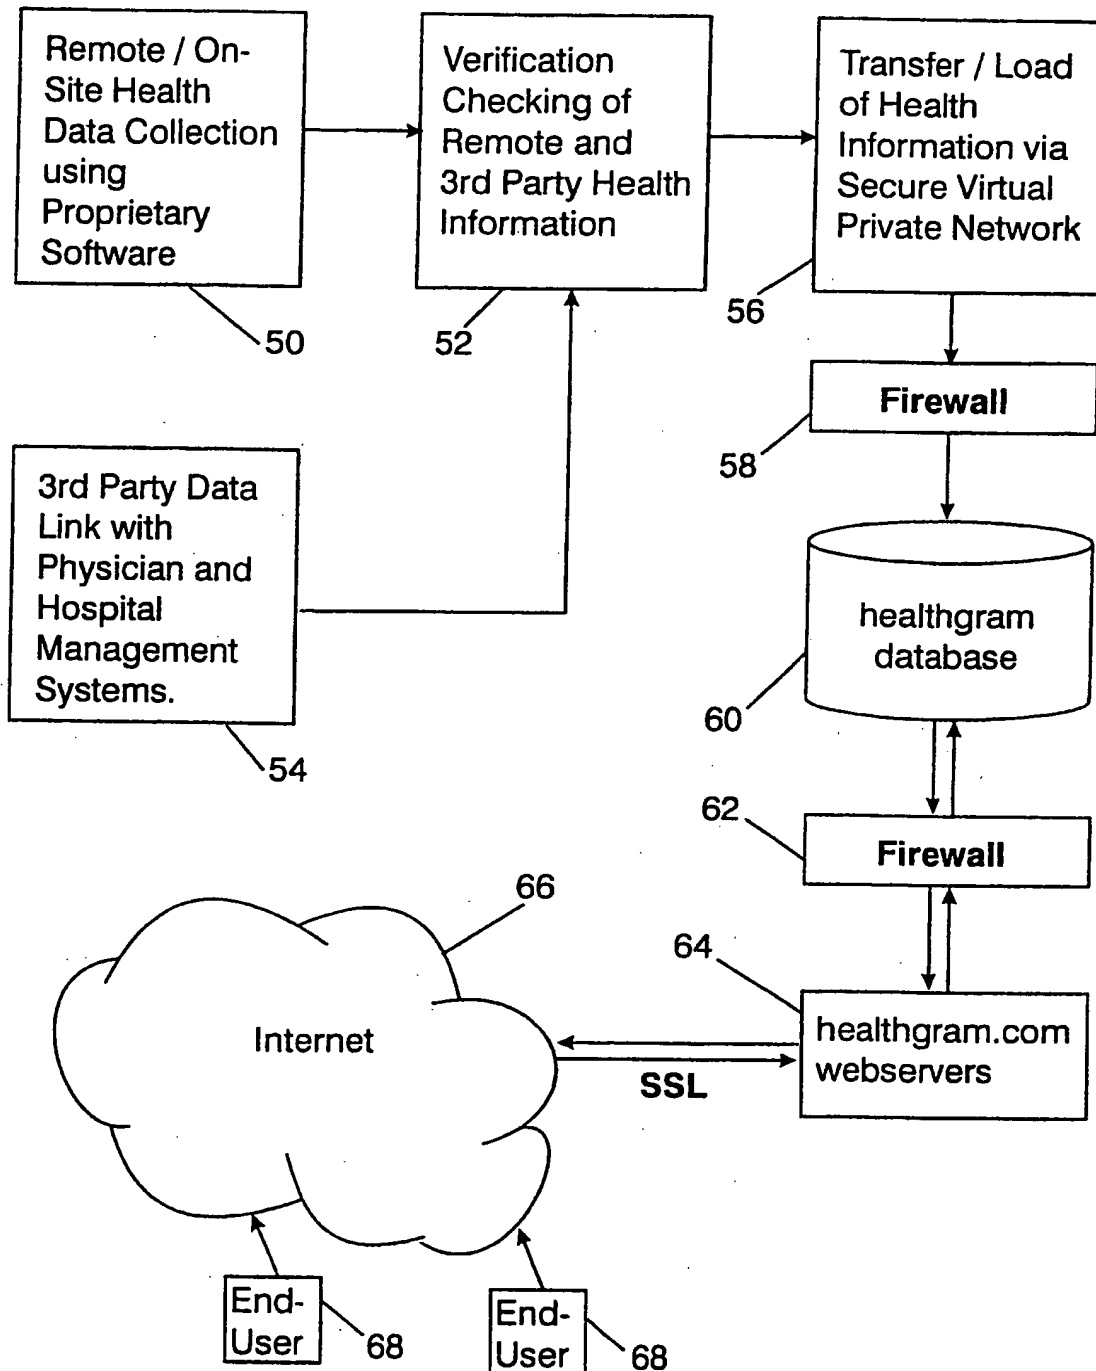 Remote / On-
Site Health
Data Collection
using
Proprietary
Software
50
Verification
Checking of
Remote and
3rd Party Health
Information
52
Transfer / Load
of Health
Information via
Secure Virtual
Private Network
56
Firewall
58
3rd Party Data
Link with
Physician and
Hospital
Management
Systems.
54
healthgram
database
60
62
Firewall
66
64
Internet
healthgram.com
webservers
SSL
End-
User
68
End-
User
68